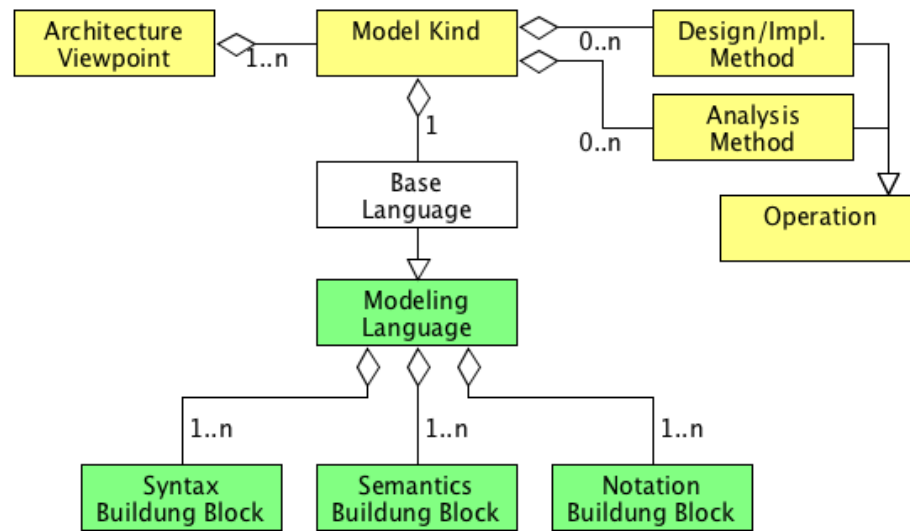 Architecture
Viewpoint
1..n
Model Kind
0..n
Design/Impl.
Method
0..n
Analysis
Method
1
Base
Language
Operation
Modeling
Language
1..n
1..n
1..n
Syntax
Buildung Block
Semantics
Buildung Block
Notation
Buildung Block